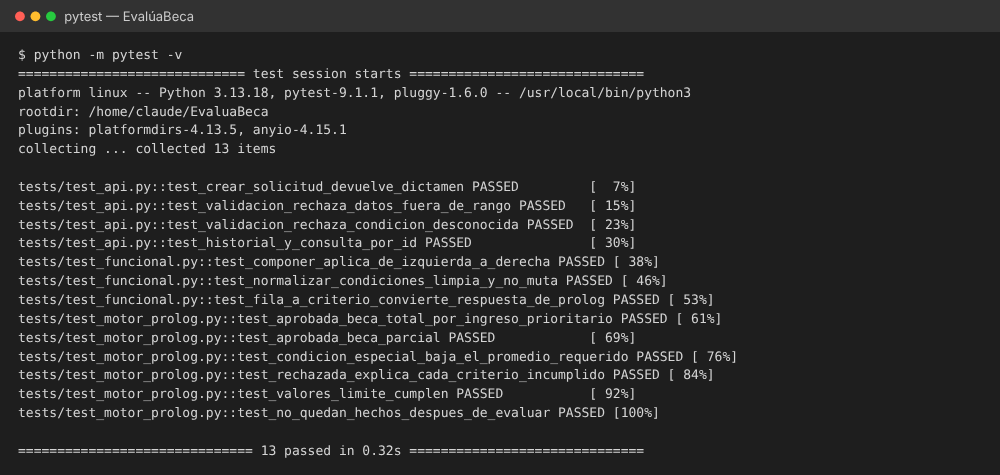 pytest — EvalúaBeca
$ python -m pytest -v
============================= test session starts ==============================
platform linux -- Python 3.13.18, pytest-9.1.1, pluggy-1.6.0 -- /usr/local/bin/python3
rootdir: /home/claude/EvaluaBeca
plugins: platformdirs-4.13.5, anyio-4.15.1
collecting ... collected 13 items
tests/test_api.py::test_crear_solicitud_devuelve_dictamen PASSED         [  7%]
tests/test_api.py::test_validacion_rechaza_datos_fuera_de_rango PASSED   [ 15%]
tests/test_api.py::test_validacion_rechaza_condicion_desconocida PASSED  [ 23%]
tests/test_api.py::test_historial_y_consulta_por_id PASSED               [ 30%]
tests/test_funcional.py::test_componer_aplica_de_izquierda_a_derecha PASSED [ 38%]
tests/test_funcional.py::test_normalizar_condiciones_limpia_y_no_muta PASSED [ 46%]
tests/test_funcional.py::test_fila_a_criterio_convierte_respuesta_de_prolog PASSED [ 53%]
tests/test_motor_prolog.py::test_aprobada_beca_total_por_ingreso_prioritario PASSED [ 61%]
tests/test_motor_prolog.py::test_aprobada_beca_parcial PASSED            [ 69%]
tests/test_motor_prolog.py::test_condicion_especial_baja_el_promedio_requerido PASSED [ 76%]
tests/test_motor_prolog.py::test_rechazada_explica_cada_criterio_incumplido PASSED [ 84%]
tests/test_motor_prolog.py::test_valores_limite_cumplen PASSED           [ 92%]
tests/test_motor_prolog.py::test_no_quedan_hechos_despues_de_evaluar PASSED [100%]
============================== 13 passed in 0.32s ==============================